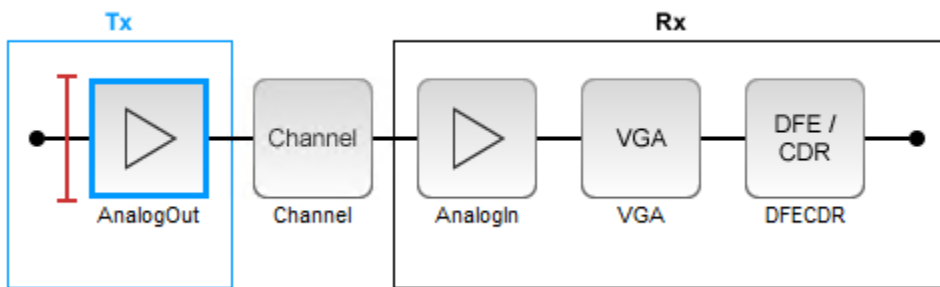 Tx
Rx
Channel
VGA
DFE /
CDR
AnalogOut
Channel
AnalogIn
VGA
DFECDR